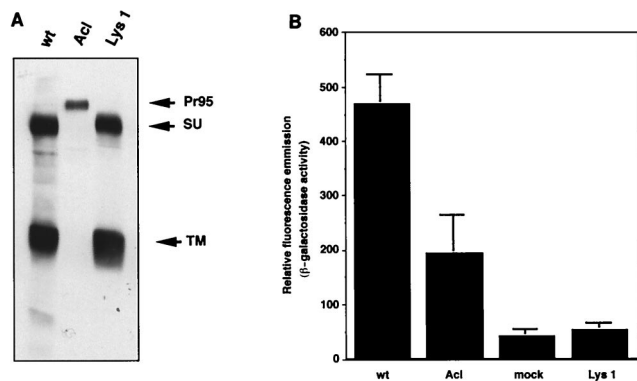 A
wt
Acl
Lys 1
Pr95
SU
TM
B
Relative fluorescence emmission
(β-galactosidase activity)
600
500
400
300
200
100
0
wt
Acl
mock
Lys 1